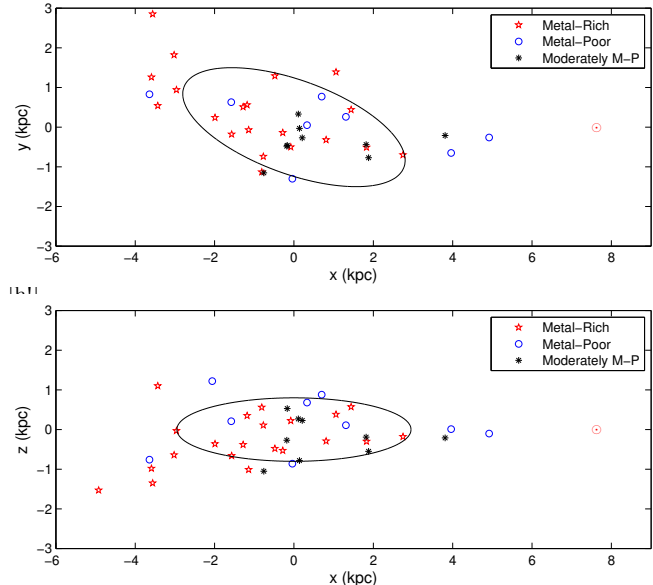 3
2
1
0
−1
−2
−3
y (kpc)
−6 −4 −2 0 2 4 6 8
x (kpc)
Metal−Rich
Metal−Poor
Moderately M−P
3
2
1
0
−1
−2
−3
z (kpc)
−6 −4 −2 0 2 4 6 8
x (kpc)
Metal−Rich
Metal−Poor
Moderately M−P